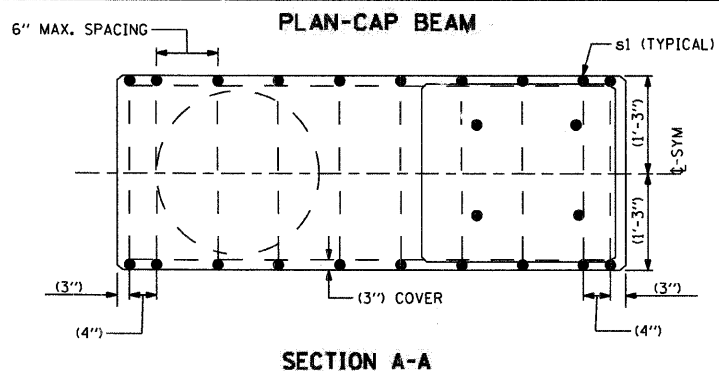 PLAN-CAP BEAM
6" MAX. SPACING
s1 (TYPICAL)
(1'-3")
℄-SYM
(1'-3")
(3")
(3") COVER
(3")
(4")
(4")
SECTION A-A